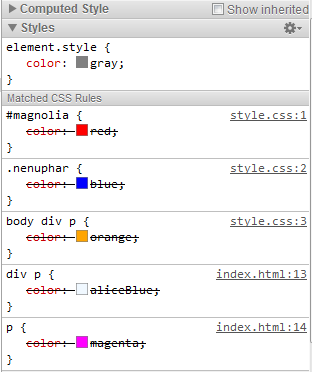 Computed Style Show inherited
Styles
element.style {
color: gray;
}
Matched CSS Rules
#magnolia { style.css:1
color: red;
}
.nenuphar { style.css:2
color: blue;
}
body div p { style.css:3
color: orange;
}
div p { index.html:13
color: aliceBlue;
}
p { index.html:14
color: magenta;
}